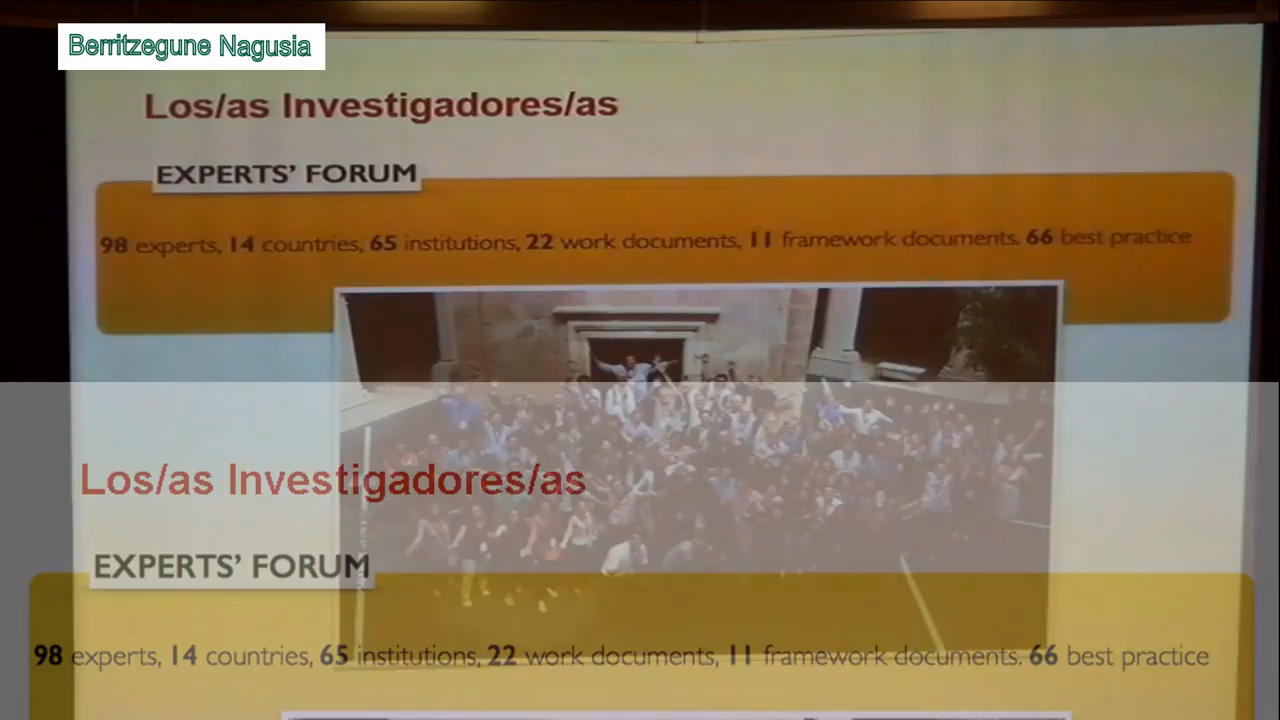 Berritzegune Nagusia
Los/as Investigadores/as
EXPERTS' FORUM
98 experts, 14 countries, 65 institutions, 22 work documents, 11 framework documents. 66 best practice
Los/as Investigadores/as
EXPERTS' FORUM
98 experts, 14 countries, 65 institutions, 22 work documents, 11 framework documents. 66 best practice